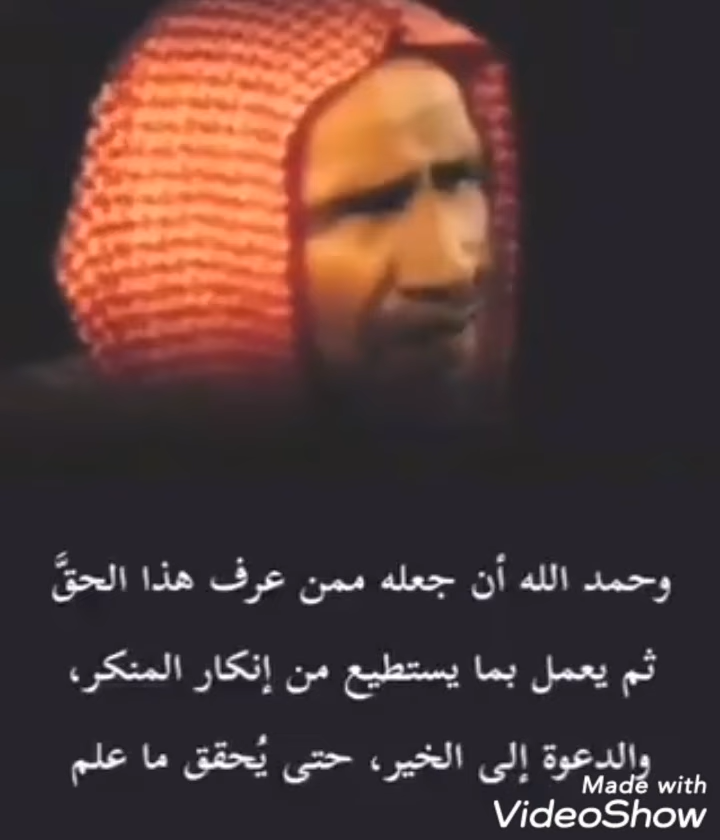 وحمد الله أن جعله ممن عرف هذا الحقَّ
ثم يعمل بما يستطيع من إنكار المنكر،
والدعوة إلى الخير، حتى يُحقق ما علم
Made with
VideoShow